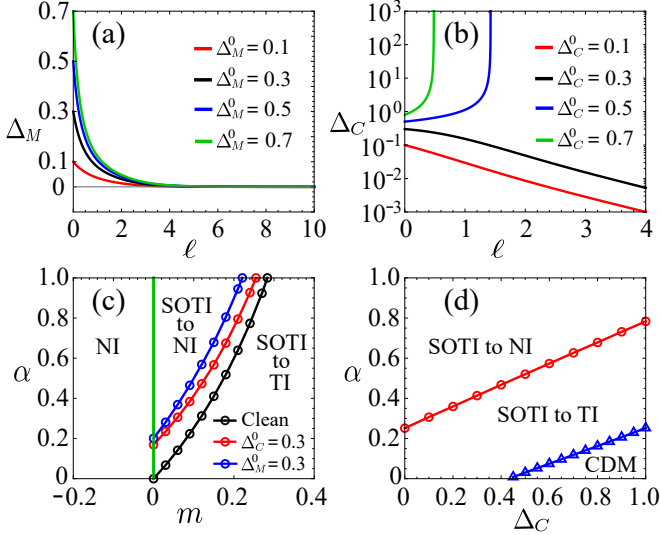 (a)
Δ_M^0 = 0.1
Δ_M^0 = 0.3
Δ_M^0 = 0.5
Δ_M^0 = 0.7
0.7
0.5
0.3
0.1
0
Δ_M
0 2 4 6 8 10
ℓ
(b)
Δ_C^0 = 0.1
Δ_C^0 = 0.3
Δ_C^0 = 0.5
Δ_C^0 = 0.7
10^3
10^2
10^1
10^0
10^-1
10^-2
10^-3
Δ_C
0 1 2 3 4
ℓ
(c)
NI
SOTI
to
NI
SOTI
to
TI
Clean
Δ_C^0 = 0.3
Δ_M^0 = 0.3
1.0
0.8
0.6
0.4
0.2
0
α
−0.2 0 0.2 0.4
m
(d)
SOTI to NI
SOTI to TI
CDM
1.0
0.8
0.6
0.4
0.2
0
α
0 0.2 0.4 0.6 0.8 1.0
Δ_C